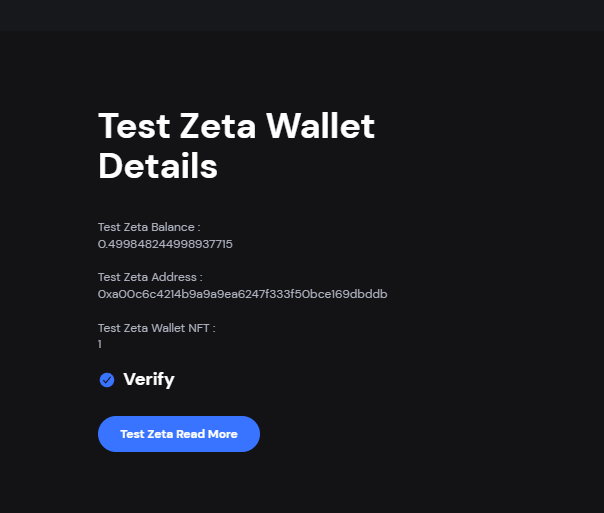 Test Zeta Wallet
Details
Test Zeta Balance :
0.499848244998937715
Test Zeta Address :
0xa00c6c4214b9a9a9ea6247f333f50bce169dbddb
Test Zeta Wallet NFT :
1
Verify
Test Zeta Read More